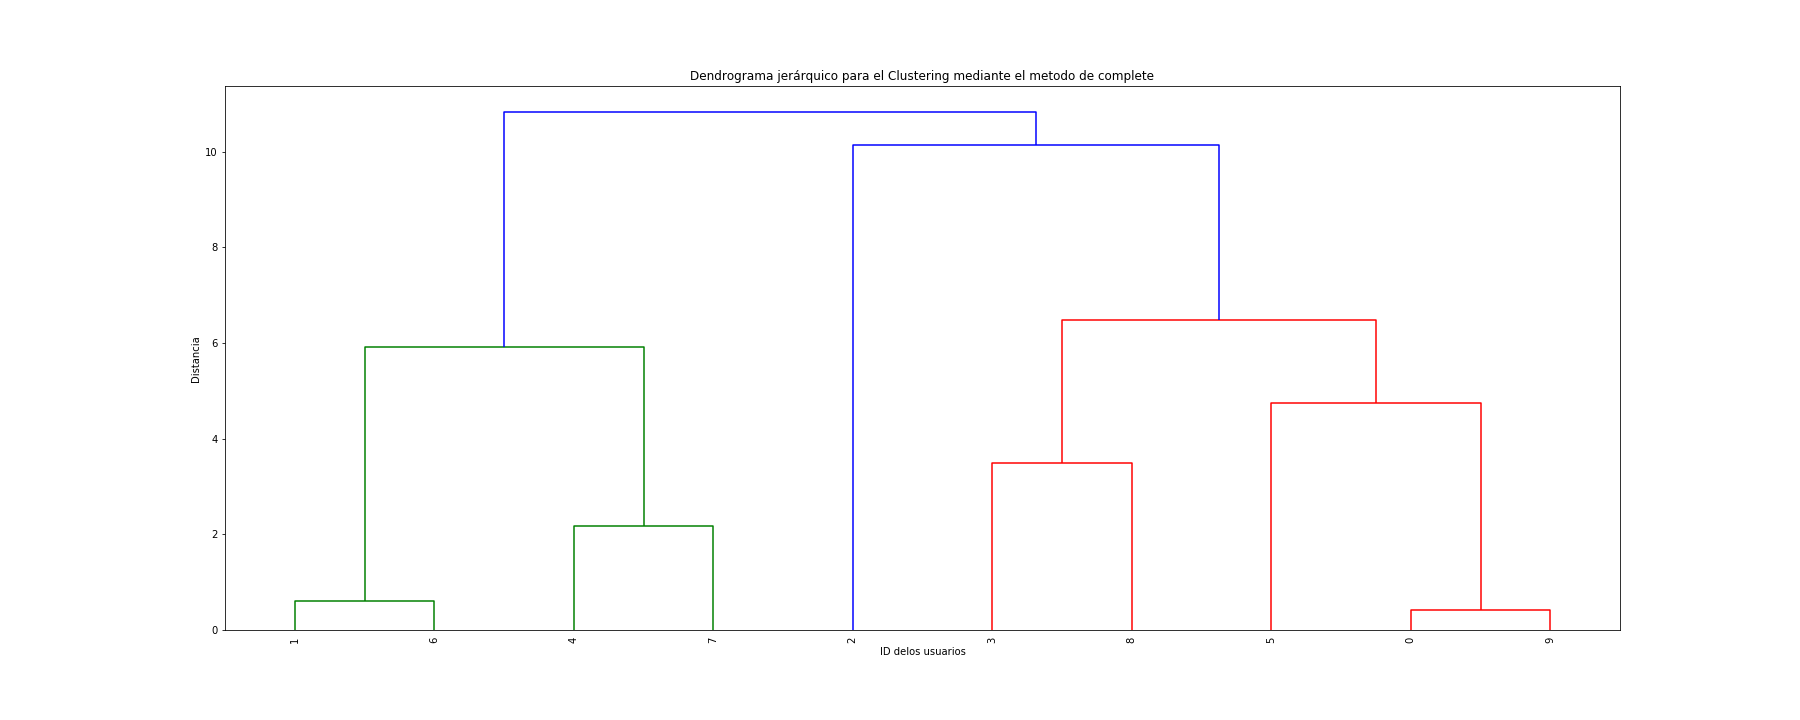 Dendrograma jerárquico para el Clustering mediante el metodo de complete
Distancia
10
8
6
4
2
0
1 6 4 7 2 3 8 5 0 9
ID delos usuarios